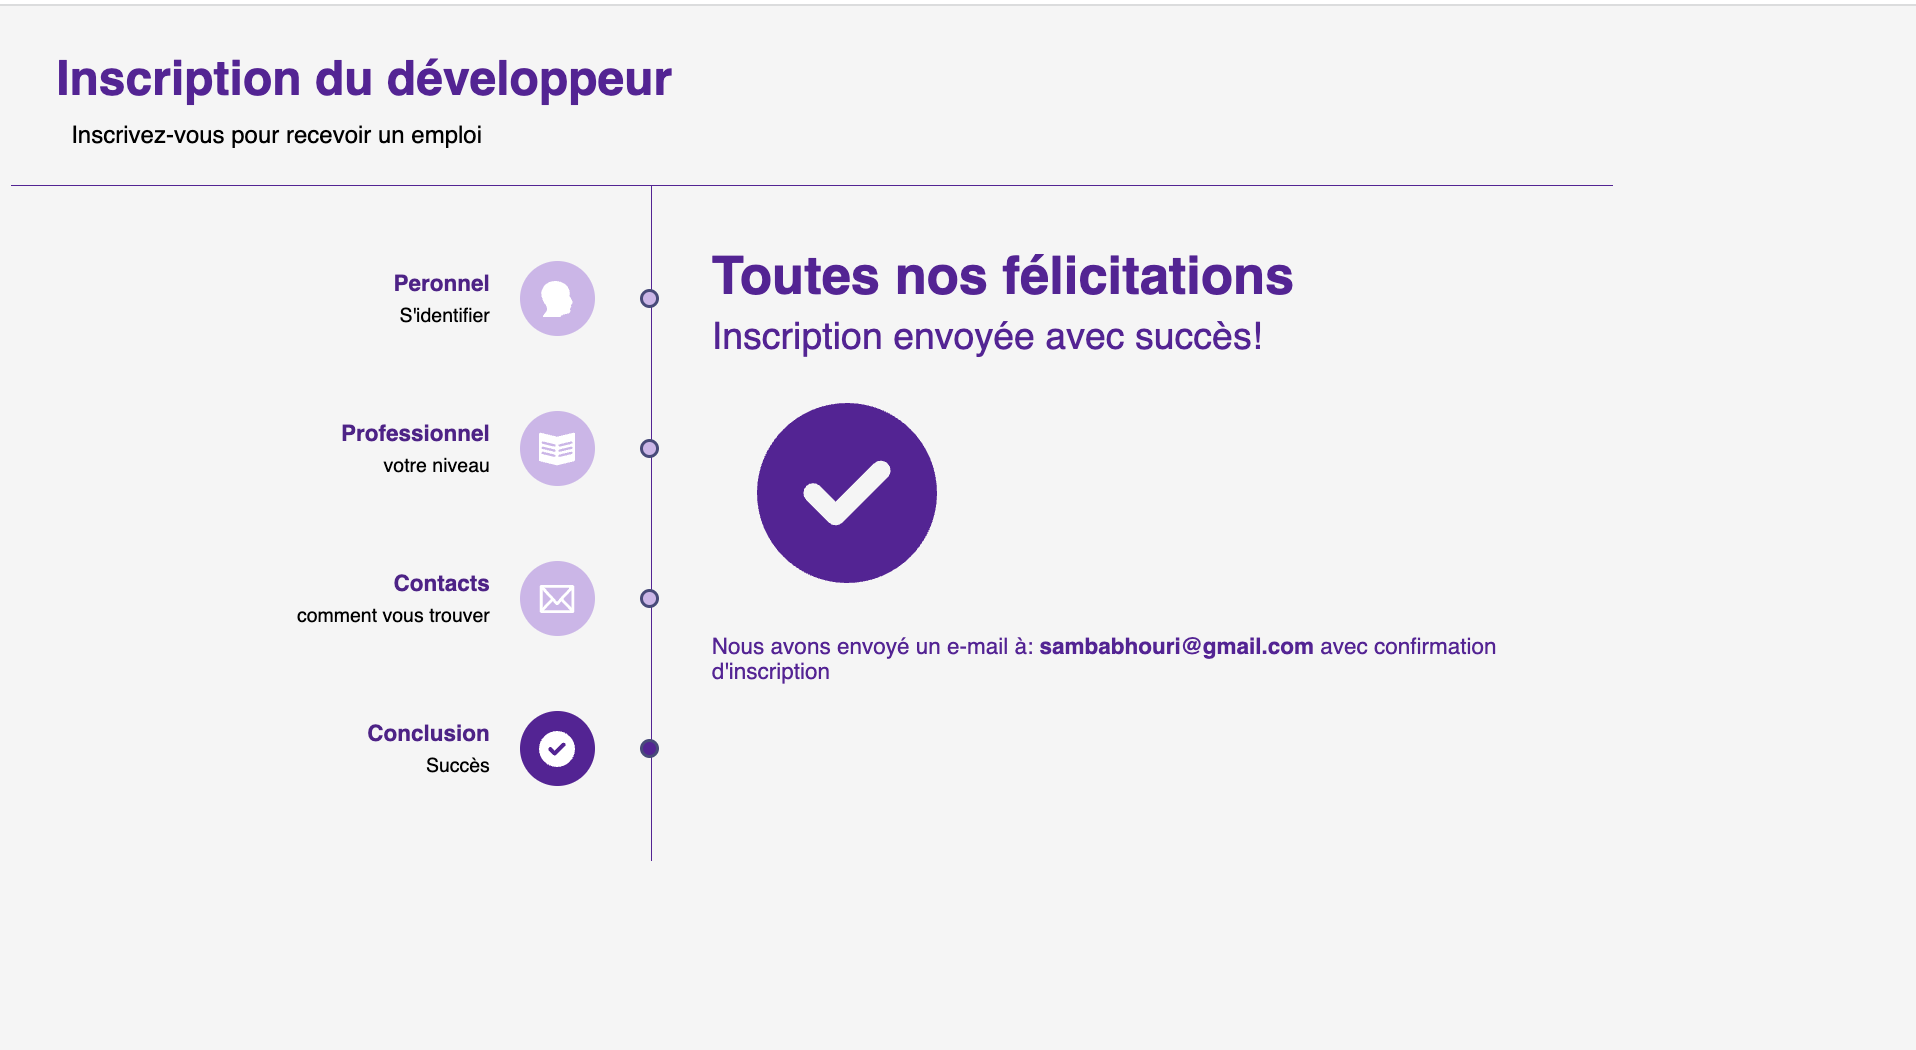 Inscription du développeur
Inscrivez-vous pour recevoir un emploi
Peronnel
S'identifier
Professionnel
votre niveau
Contacts
comment vous trouver
Conclusion
Succès
Toutes nos félicitations
Inscription envoyée avec succès!
Nous avons envoyé un e-mail à: sambabhouri@gmail.com avec confirmation
d'inscription